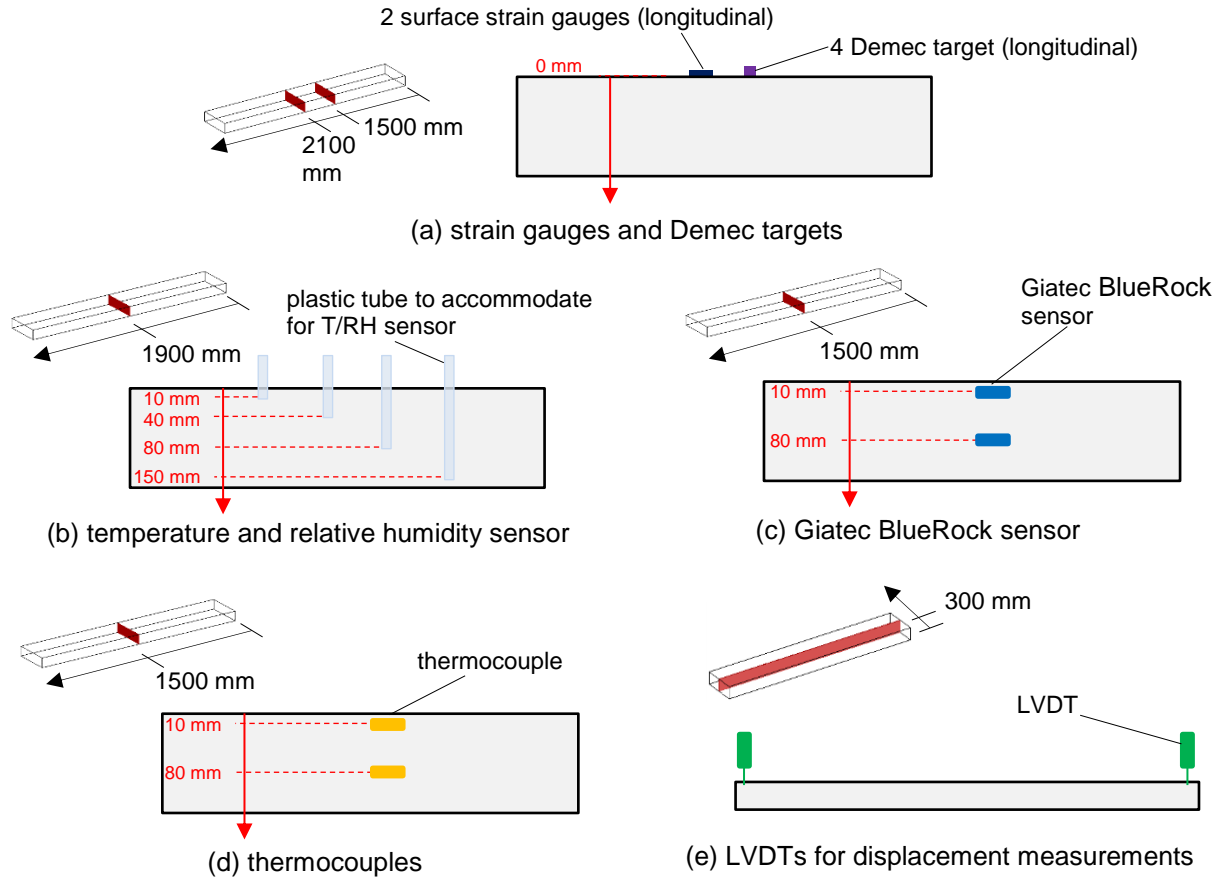 2 surface strain gauges (longitudinal)
4 Demec target (longitudinal)
0 mm
1500 mm
2100
mm
(a) strain gauges and Demec targets
plastic tube to accommodate
for T/RH sensor
1900 mm
10 mm
40 mm
80 mm
150 mm
(b) temperature and relative humidity sensor
Giatec BlueRock
sensor
1500 mm
10 mm
80 mm
(c) Giatec BlueRock sensor
1500 mm
thermocouple
10 mm
80 mm
(d) thermocouples
300 mm
LVDT
(e) LVDTs for displacement measurements